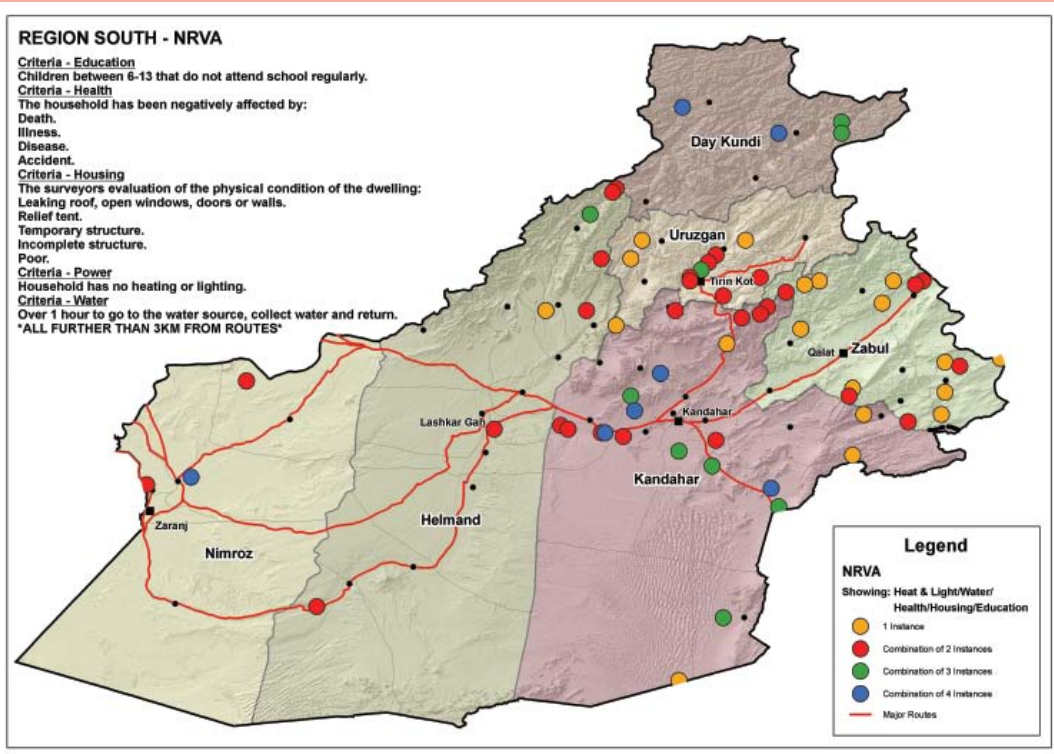 REGION SOUTH - NRVA
Criteria - Education
Children between 6-13 that do not attend school regularly.
Criteria - Health
The household has been negatively affected by:
Death.
Illness.
Disease.
Accident.
Criteria - Housing
The surveyors evaluation of the physical condition of the dwelling:
Leaking roof, open windows, doors or walls.
Relief tent.
Temporary structure.
Incomplete structure.
Poor.
Criteria - Power
Household has no heating or lighting.
Criteria - Water
Over 1 hour to go to the water source, collect water and return.
*ALL FURTHER THAN 3KM FROM ROUTES*
Day Kundi
Uruzgan
Tirin Kot
Qalat
Zabul
Lashkar Gah
Kandahar
Kandahar
Helmand
Zaranj
Nimroz
Legend
NRVA
Showing: Heat & Light/Water/
Health/Housing/Education
1 Instance
Combination of 2 Instances
Combination of 3 Instances
Combination of 4 Instances
Major Routes